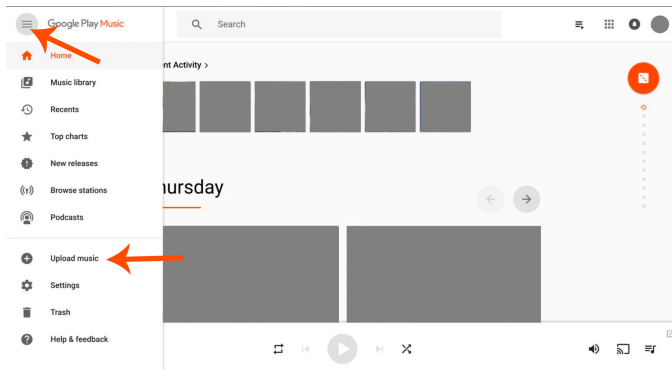 Google Play Music
Search
Home
nt Activity >
Music library
Recents
Top charts
New releases
Browse stations
hursday
Podcasts
Upload music
Settings
Trash
Help & feedback